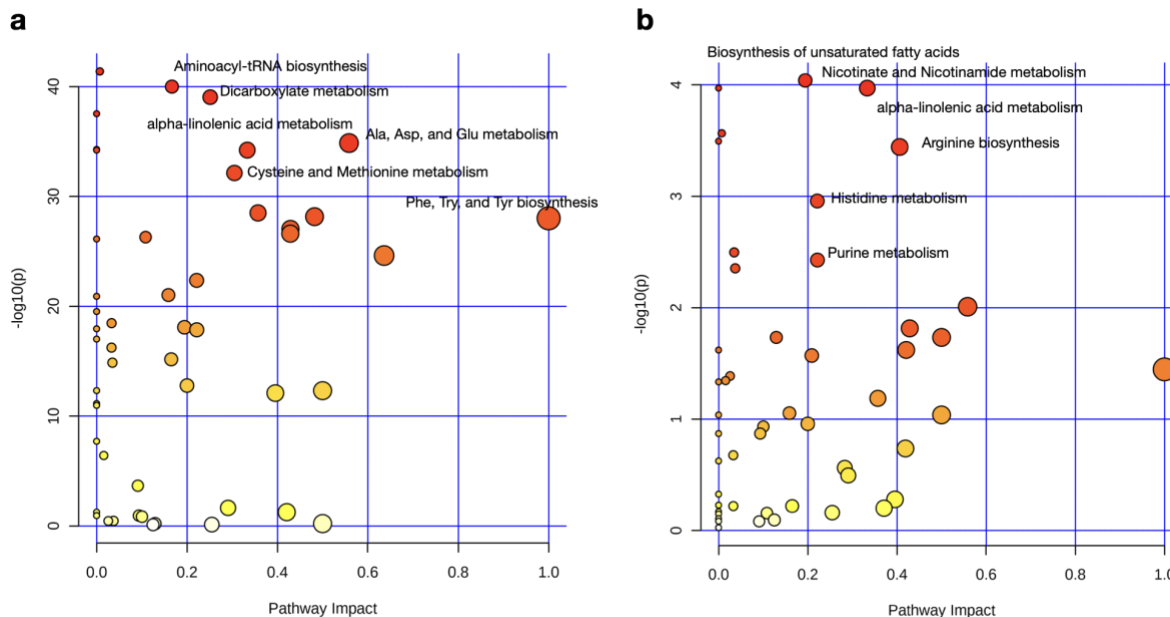 a
Aminoacyl-tRNA biosynthesis
Dicarboxylate metabolism
alpha-linolenic acid metabolism
Ala, Asp, and Glu metabolism
Cysteine and Methionine metabolism
Phe, Try, and Tyr biosynthesis
40
30
20
10
0
-log10(p)
0.0 0.2 0.4 0.6 0.8 1.0
Pathway Impact
b
Biosynthesis of unsaturated fatty acids
Nicotinate and Nicotinamide metabolism
alpha-linolenic acid metabolism
Arginine biosynthesis
Histidine metabolism
Purine metabolism
4
3
2
1
0
-log10(p)
0.0 0.2 0.4 0.6 0.8 1.0
Pathway Impact